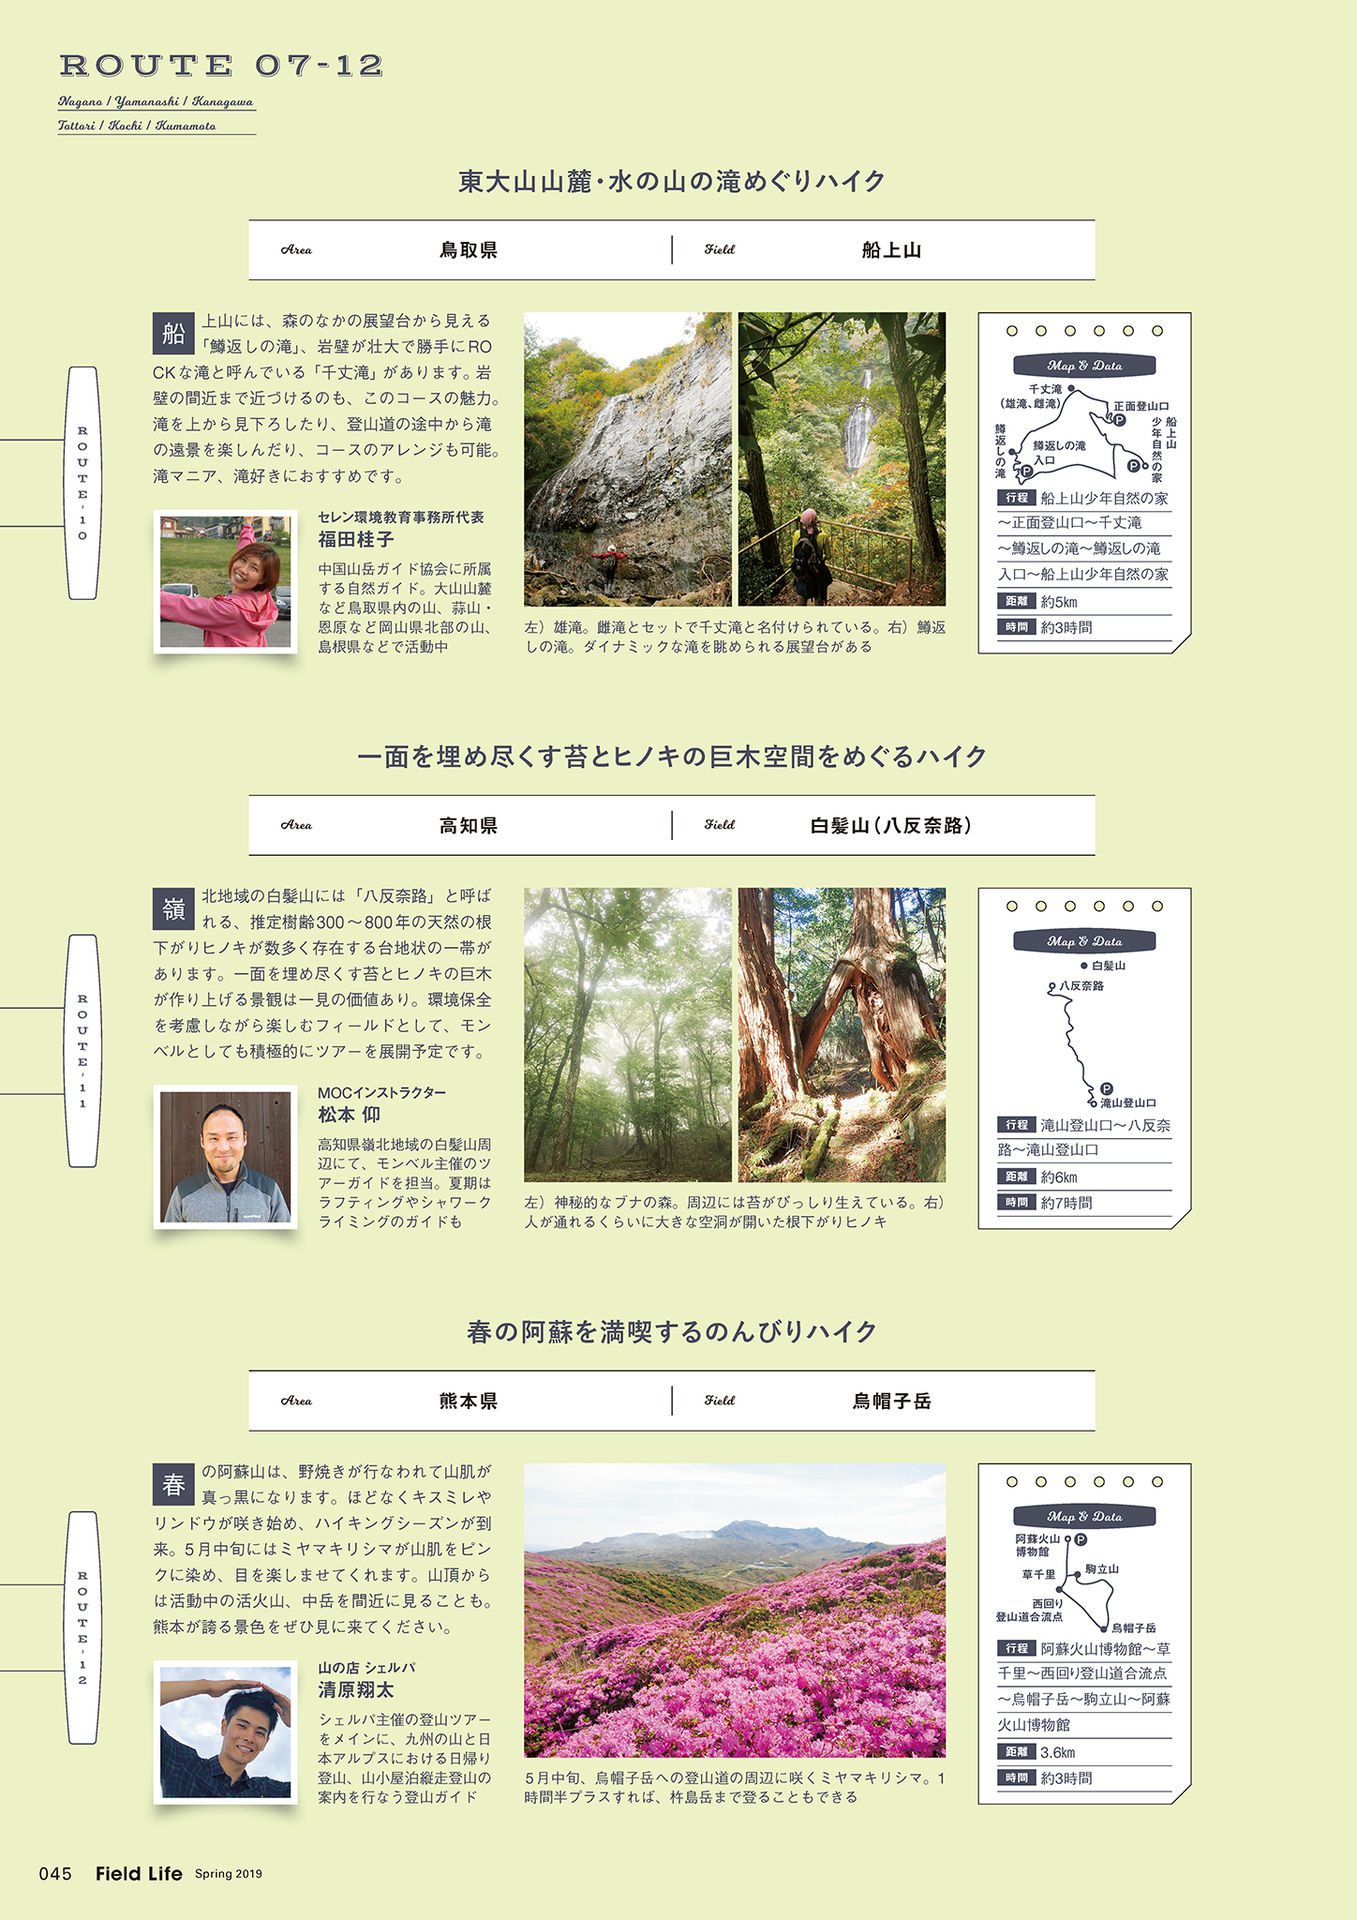 ROUTE 07-12
Nagano / Yamanashi / Kanagawa
Tottori / Kochi / Kumamoto
東大山山麓・水の山の滝めぐりハイク
Area 鳥取県 Field 船上山
ROUTE-10
船上山には、森のなかの展望台から見える
「鱒返しの滝」、岩壁が壮大で勝手にRO
CKな滝と呼んでいる「千丈滝」があります。岩
壁の間近まで近づけるのも、このコースの魅力。
滝を上から見下ろしたり、登山道の途中から滝
の遠景を楽しんだり、コースのアレンジも可能。
滝マニア、滝好きにおすすめです。
セレン環境教育事務所代表
福田桂子
中国山岳ガイド協会に所属
する自然ガイド。大山山麓
など鳥取県内の山、蒜山・
恩原など岡山県北部の山、
島根県などで活動中
左）雄滝。雌滝とセットで千丈滝と名付けられている。右）鱒返
しの滝。ダイナミックな滝を眺められる展望台がある
Map & Data
千丈滝
（雄滝、雌滝）
正面登山口
P
船上山
少年自然の家
P
鱒返しの滝
鱒返しの滝
入口
P
行程 船上山少年自然の家
〜正面登山口〜千丈滝
〜鱒返しの滝〜鱒返しの滝
入口〜船上山少年自然の家
距離 約5km
時間 約3時間
一面を埋め尽くす苔とヒノキの巨木空間をめぐるハイク
Area 高知県 Field 白髪山（八反奈路）
ROUTE-11
嶺北地域の白髪山には「八反奈路」と呼ば
れる、推定樹齢300〜800年の天然の根
下がりヒノキが数多く存在する台地状の一帯が
あります。一面を埋め尽くす苔とヒノキの巨木
が作り上げる景観は一見の価値あり。環境保全
を考慮しながら楽しむフィールドとして、モン
ベルとしても積極的にツアーを展開予定です。
MOCインストラクター
松本 仰
高知県嶺北地域の白髪山周
辺にて、モンベル主催のツ
アーガイドを担当。夏期は
ラフティングやシャワーク
ライミングのガイドも
左）神秘的なブナの森。周辺には苔がびっしり生えている。右）
人が通れるくらいに大きな空洞が開いた根下がりヒノキ
Map & Data
白髪山
八反奈路
P
滝山登山口
行程 滝山登山口〜八反奈
路〜滝山登山口
距離 約6km
時間 約7時間
春の阿蘇を満喫するのんびりハイク
Area 熊本県 Field 烏帽子岳
ROUTE-12
春の阿蘇山は、野焼きが行なわれて山肌が
真っ黒になります。ほどなくキスミレや
リンドウが咲き始め、ハイキングシーズンが到
来。5月中旬にはミヤマキリシマが山肌をピン
クに染め、目を楽しませてくれます。山頂から
は活動中の活火山、中岳を間近に見ることも。
熊本が誇る景色をぜひ見に来てください。
山の店 シェルパ
清原翔太
シェルパ主催の登山ツアー
をメインに、九州の山と日
本アルプスにおける日帰り
登山、山小屋泊縦走登山の
案内を行なう登山ガイド
5月中旬、烏帽子岳への登山道の周辺に咲くミヤマキリシマ。1
時間半プラスすれば、杵島岳まで登ることもできる
Map & Data
阿蘇火山
博物館
P
草千里
駒立山
西回り
登山道合流点
烏帽子岳
行程 阿蘇火山博物館〜草
千里〜西回り登山道合流点
〜烏帽子岳〜駒立山〜阿蘇
火山博物館
距離 3.6km
時間 約3時間
045 Field Life Spring 2019